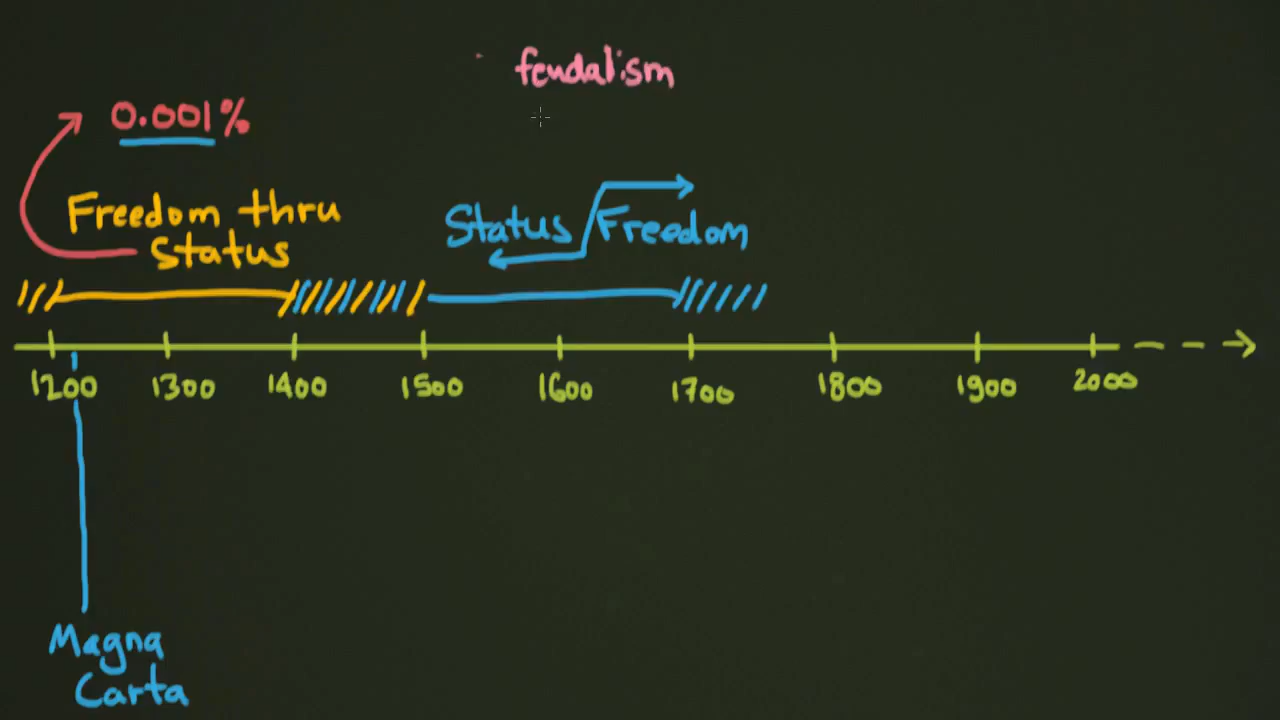 feudalism
0.001%
Freedom thru
Status
Status/Freedom
1200 1300 1400 1500 1600 1700 1800 1900 2000
Magna
Carta